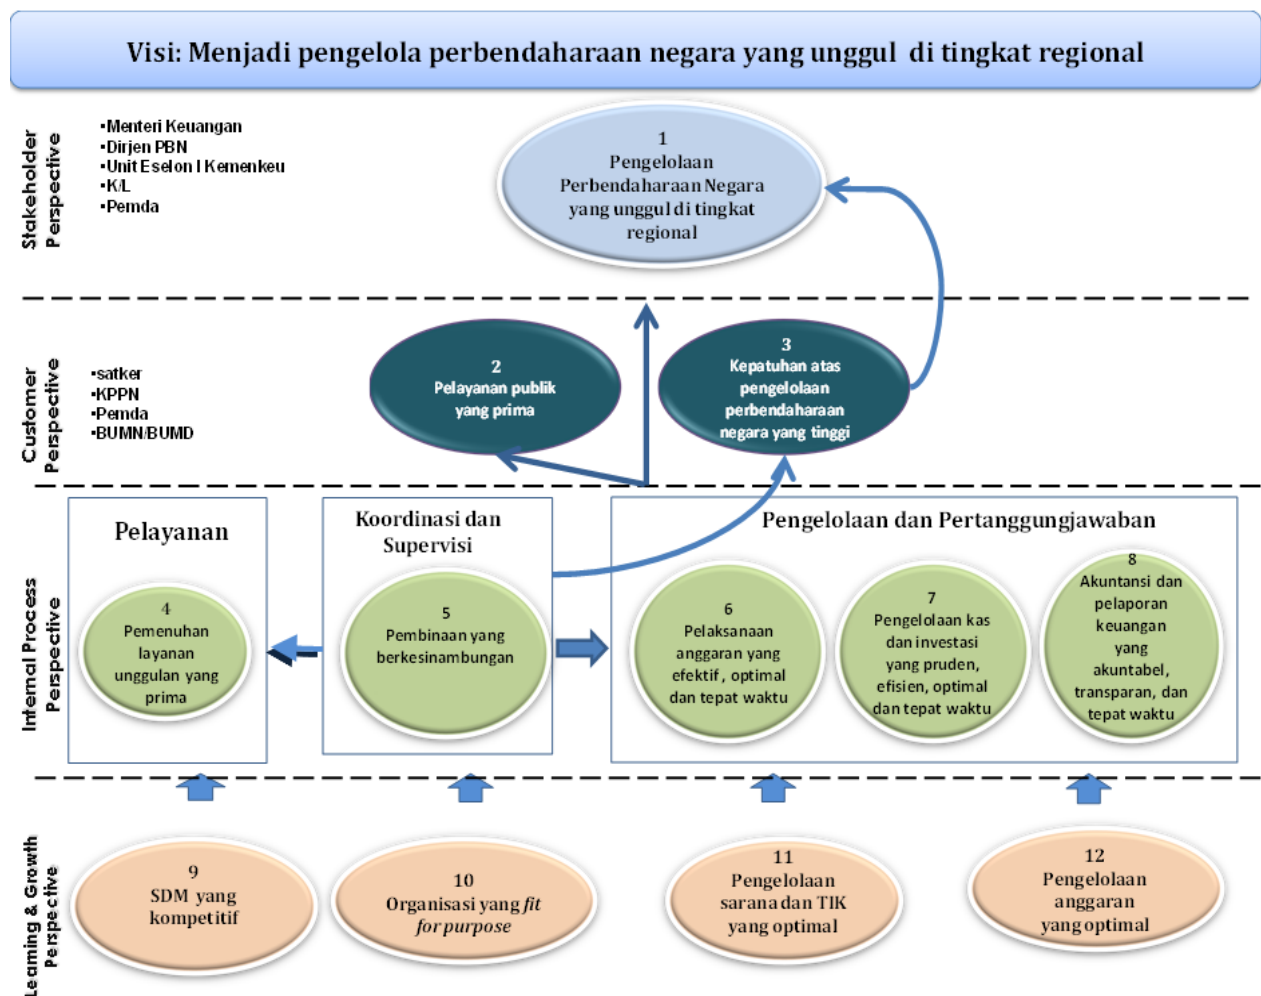 Visi: Menjadi pengelola perbendaharaan negara yang unggul di tingkat regional
Stakeholder
Perspective
▪Menteri Keuangan
▪Dirjen PBN
▪Unit Eselon I Kemenkeu
▪K/L
▪Pemda
1
Pengelolaan
Perbendaharaan Negara
yang unggul di tingkat
regional
Customer
Perspective
▪satker
▪KPPN
▪Pemda
▪BUMN/BUMD
2
Pelayanan publik
yang prima
3
Kepatuhan atas
pengelolaan
perbendaharaan
negara yang tinggi
Internal Process
Perspective
Pelayanan
4
Pemenuhan
layanan
unggulan yang
prima
Koordinasi dan
Supervisi
5
Pembinaan yang
berkesinambungan
Pengelolaan dan Pertanggungjawaban
6
Pelaksanaan
anggaran yang
efektif, optimal
dan tepat waktu
7
Pengelolaan kas
dan investasi
yang pruden,
efisien, optimal
dan tepat waktu
8
Akuntansi dan
pelaporan
keuangan
yang
akuntabel,
transparan, dan
tepat waktu
Learning & Growth
Perspective
9
SDM yang
kompetitif
10
Organisasi yang fit
for purpose
11
Pengelolaan
sarana dan TIK
yang optimal
12
Pengelolaan
anggaran
yang optimal